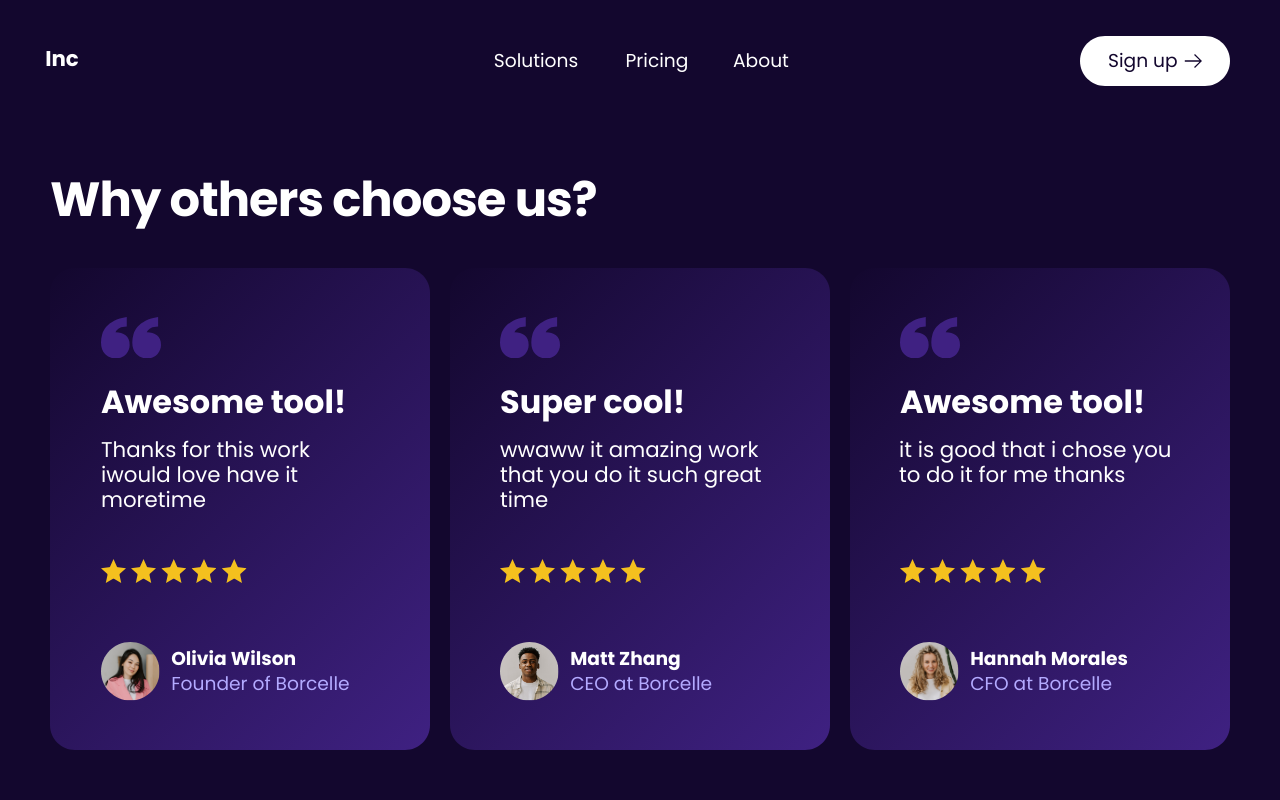 Inc
Solutions
Pricing
About
Sign up →
Why others choose us?
Awesome tool!
Thanks for this work
iwould love have it
moretime
Olivia Wilson
Founder of Borcelle
Super cool!
wwaww it amazing work
that you do it such great
time
Matt Zhang
CEO at Borcelle
Awesome tool!
it is good that i chose you
to do it for me thanks
Hannah Morales
CFO at Borcelle